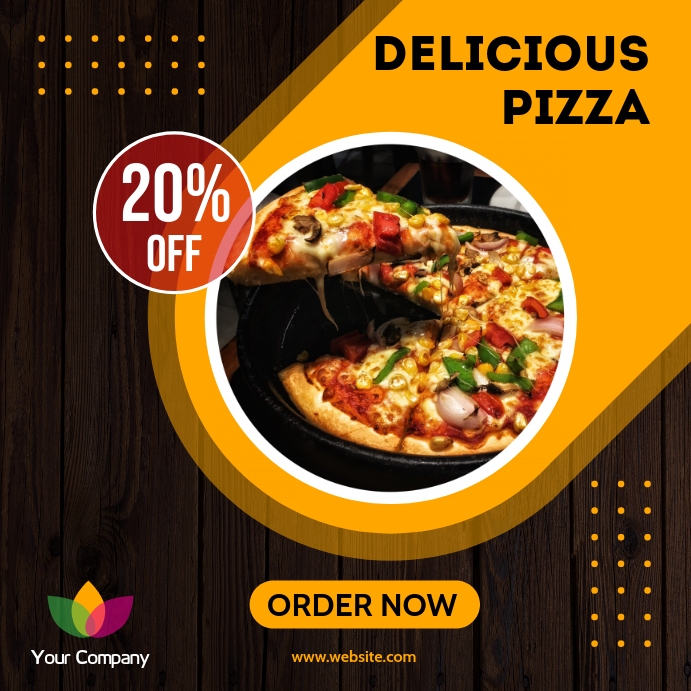 DELICIOUS
PIZZA
20%
OFF
ORDER NOW
Your Company
www.website.com